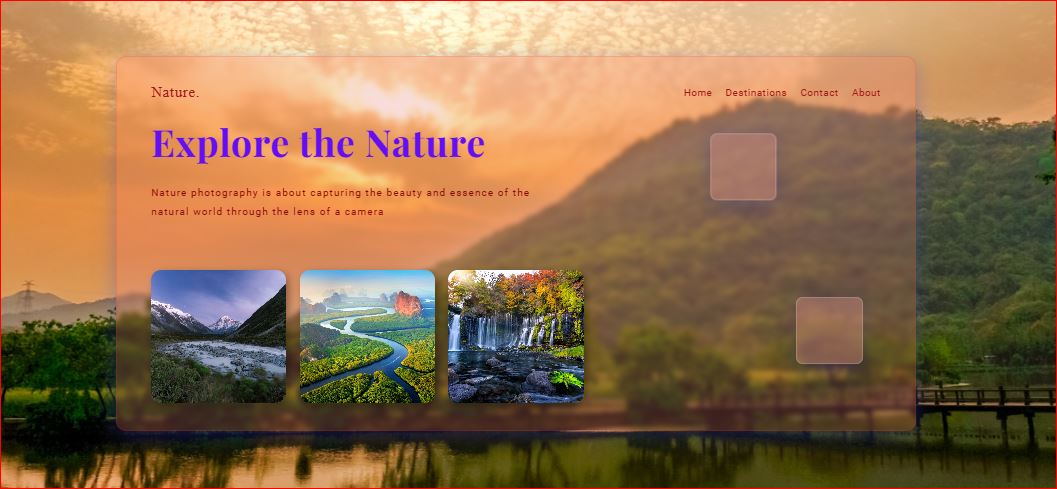 Nature.
Home Destinations Contact About
Explore the Nature
Nature photography is about capturing the beauty and essence of the
natural world through the lens of a camera